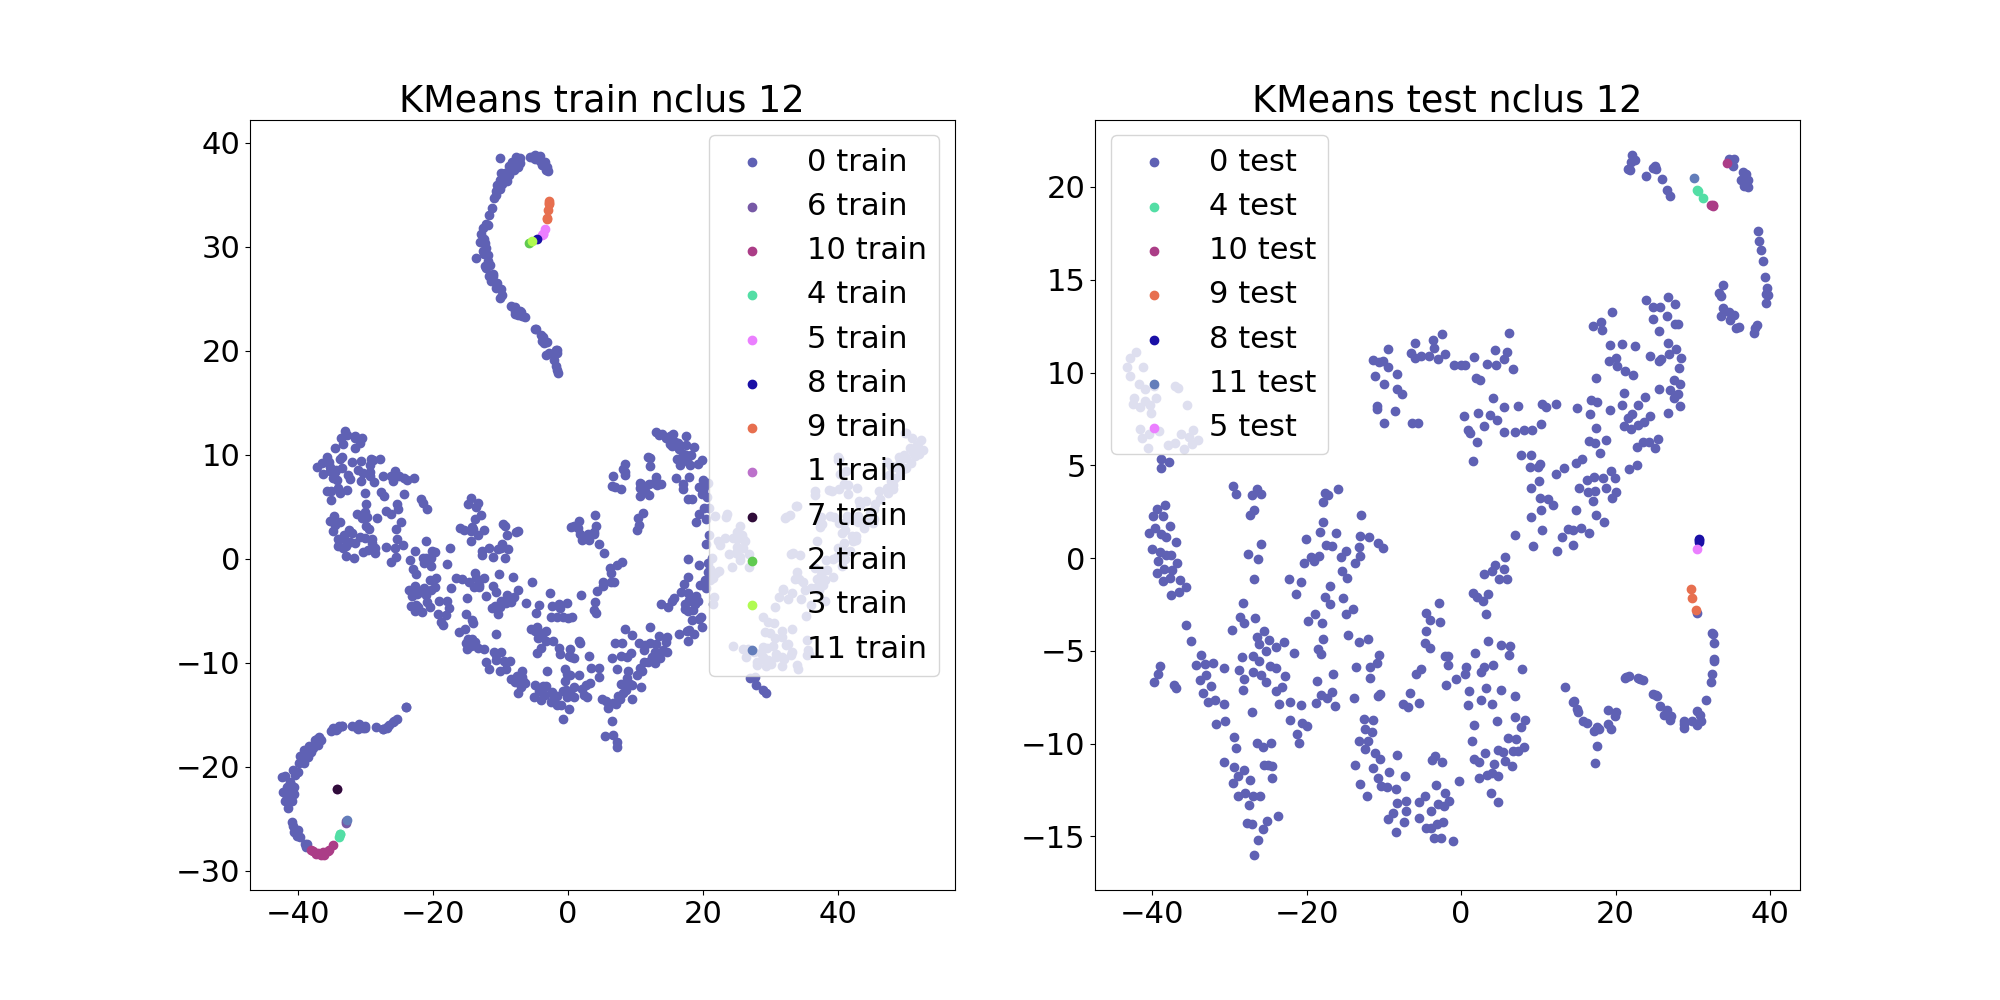 KMeans train nclus 12
40
30
20
10
0
−10
−20
−30
−40
−20
0
20
40
0 train
6 train
10 train
4 train
5 train
8 train
9 train
1 train
7 train
2 train
3 train
11 train
KMeans test nclus 12
20
15
10
5
0
−5
−10
−15
−40
−20
0
20
40
0 test
4 test
10 test
9 test
8 test
11 test
5 test